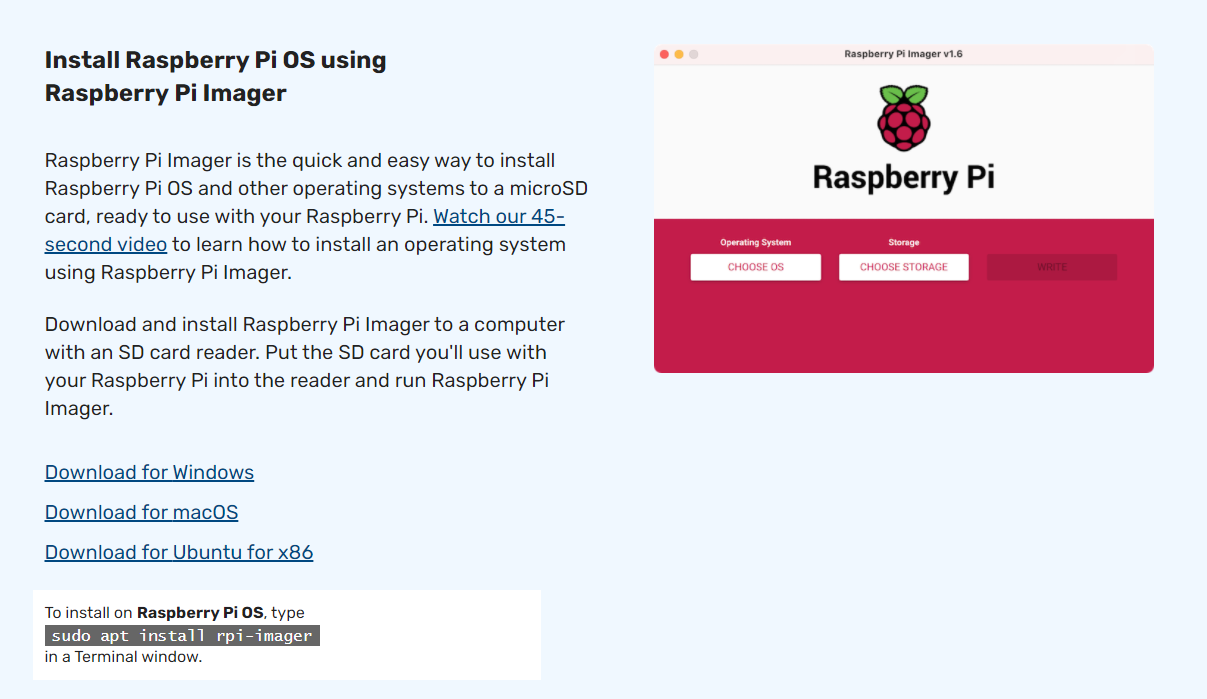 Install Raspberry Pi OS using
Raspberry Pi Imager
Raspberry Pi Imager is the quick and easy way to install
Raspberry Pi OS and other operating systems to a microSD
card, ready to use with your Raspberry Pi. Watch our 45-
second video to learn how to install an operating system
using Raspberry Pi Imager.
Download and install Raspberry Pi Imager to a computer
with an SD card reader. Put the SD card you'll use with
your Raspberry Pi into the reader and run Raspberry Pi
Imager.
Download for Windows
Download for macOS
Download for Ubuntu for x86
To install on Raspberry Pi OS, type
sudo apt install rpi-imager
in a Terminal window.
Raspberry Pi Imager v1.6
Raspberry Pi
Operating System
Storage
CHOOSE OS
CHOOSE STORAGE
WRITE